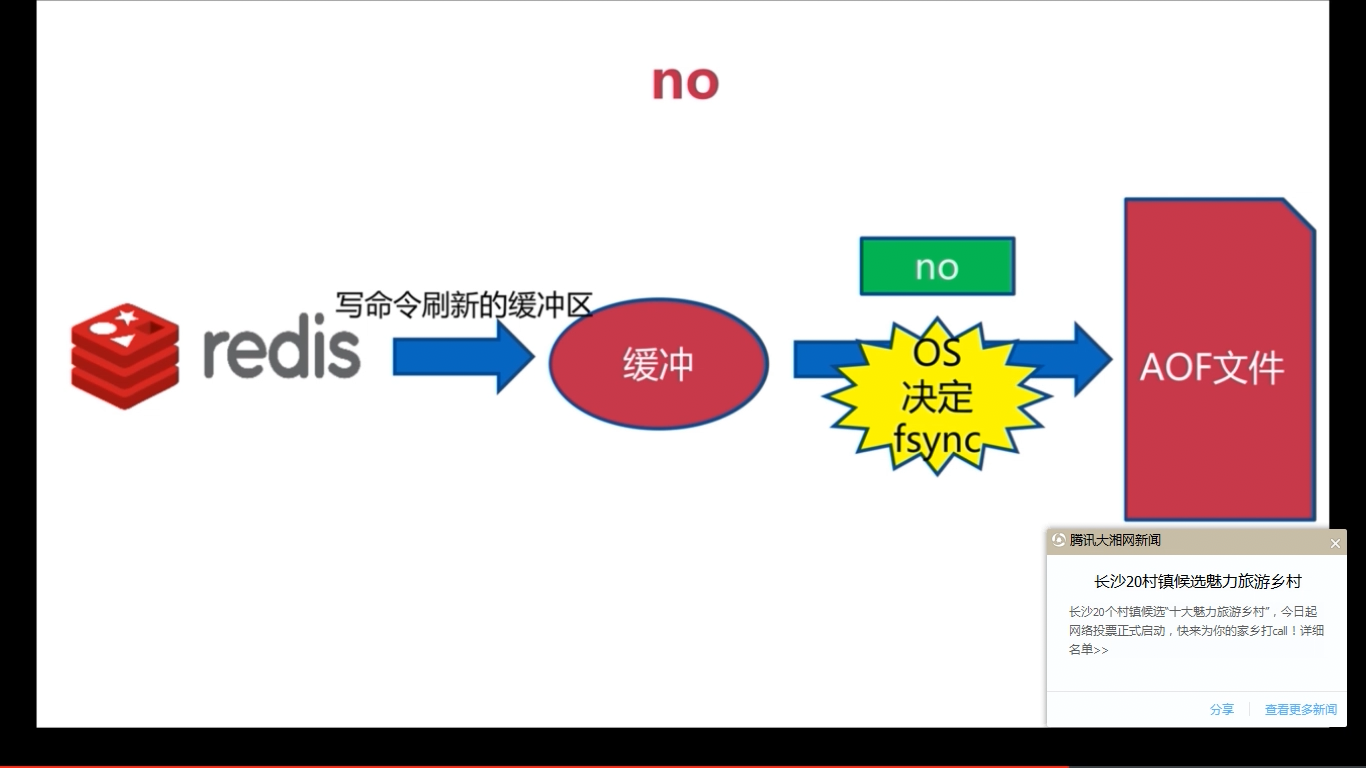 no
写命令刷新的缓冲区
redis
缓冲
no
OS
决定
fsync
AOF文件
腾讯大湘网新闻
长沙20村镇候选魅力旅游乡村
长沙20个村镇候选“十大魅力旅游乡村”，今日起
网络投票正式启动，快来为你的家乡打call！详细
名单>>
分享
查看更多新闻